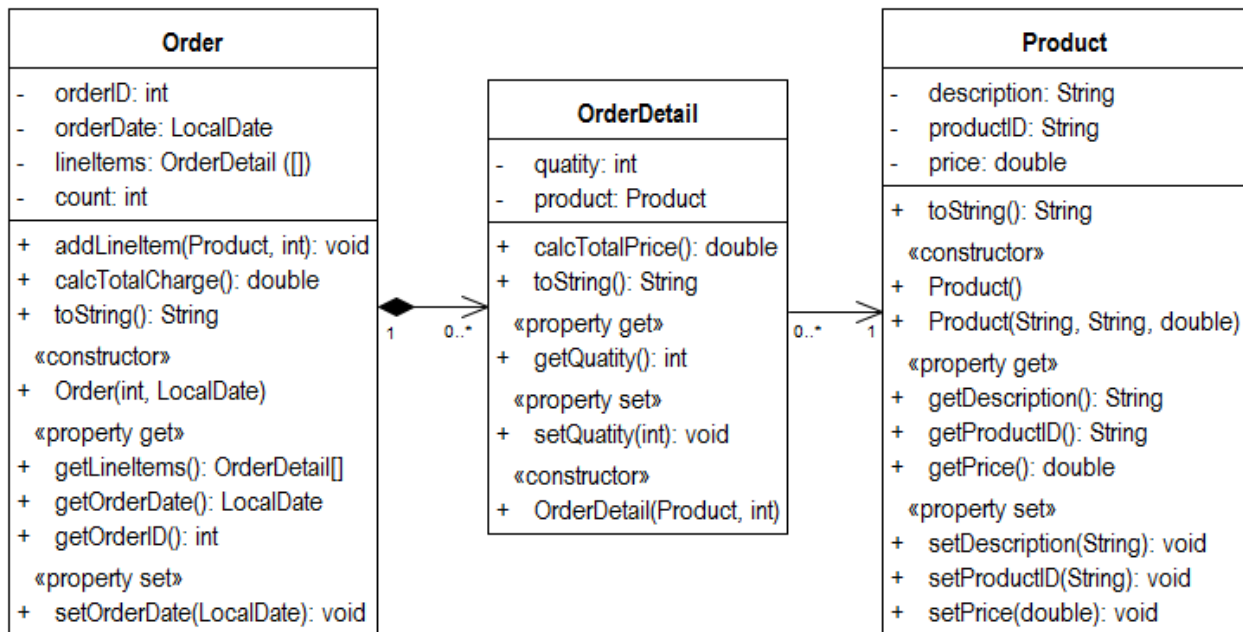 Order
- orderID: int
- orderDate: LocalDate
- lineItems: OrderDetail ([])
- count: int
+ addLineItem(Product, int): void
+ calcTotalCharge(): double
+ toString(): String
«constructor»
+ Order(int, LocalDate)
«property get»
+ getLineItems(): OrderDetail[]
+ getOrderDate(): LocalDate
+ getOrderID(): int
«property set»
+ setOrderDate(LocalDate): void
1
0..*
OrderDetail
- quatity: int
- product: Product
+ calcTotalPrice(): double
+ toString(): String
«property get»
+ getQuatity(): int
«property set»
+ setQuatity(int): void
«constructor»
+ OrderDetail(Product, int)
0..*
1
Product
- description: String
- productID: String
- price: double
+ toString(): String
«constructor»
+ Product()
+ Product(String, String, double)
«property get»
+ getDescription(): String
+ getProductID(): String
+ getPrice(): double
«property set»
+ setDescription(String): void
+ setProductID(String): void
+ setPrice(double): void